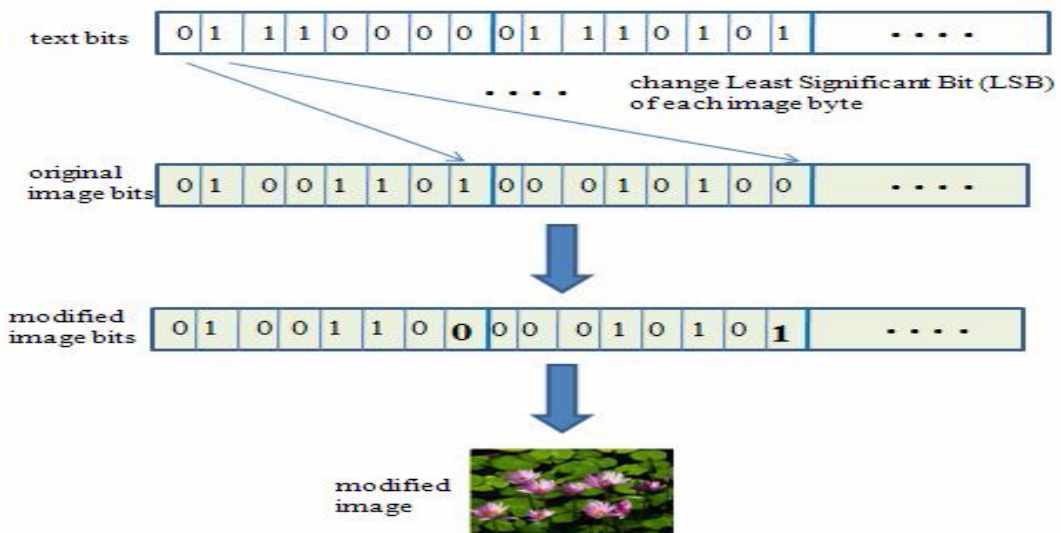 text bits 0 1 1 1 0 0 0 0 0 1 1 1 0 1 0 1 ....
.... change Least Significant Bit (LSB)
of each image byte
original
image bits 0 1 0 0 1 1 0 1 0 0 0 1 0 1 0 0 ....
modified
image bits 0 1 0 0 1 1 0 0 0 0 0 1 0 1 0 1 ....
modified
image